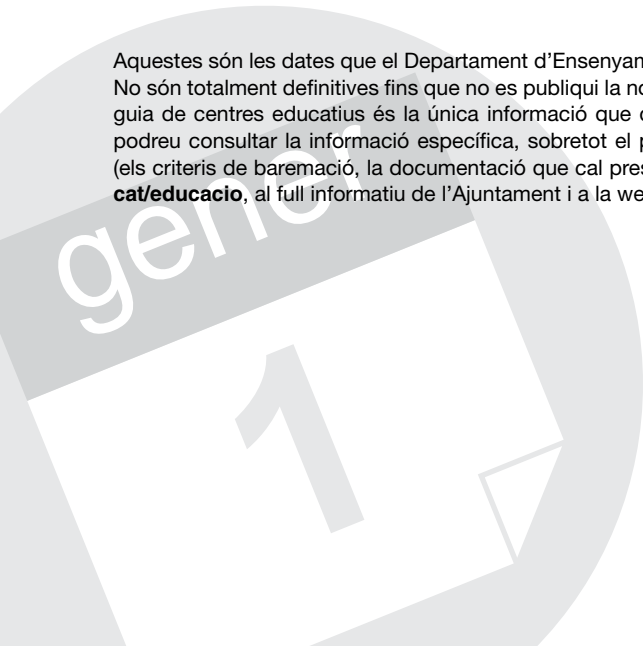 Aquestes són les dates que el Departament d’Ensenyam
No són totalment definitives fins que no es publiqui la no
guia de centres educatius és la única informació que
podreu consultar la informació específica, sobretot el p
(els criteris de baremació, la documentació que cal pres
cat/educacio, al full informatiu de l’Ajuntament i a la we
gener
1